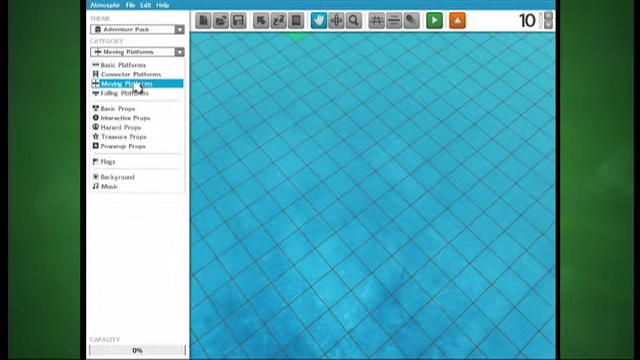 Atmosphir File Edit Help
THEME
Adventure Pack
CATEGORY
Moving Platforms
Basic Platforms
Connector Platforms
Moving Platforms
Falling Platforms
Basic Props
Interactive Props
Hazard Props
Treasure Props
Powerup Props
Flags
Background
Music
10
CAPACITY
0%